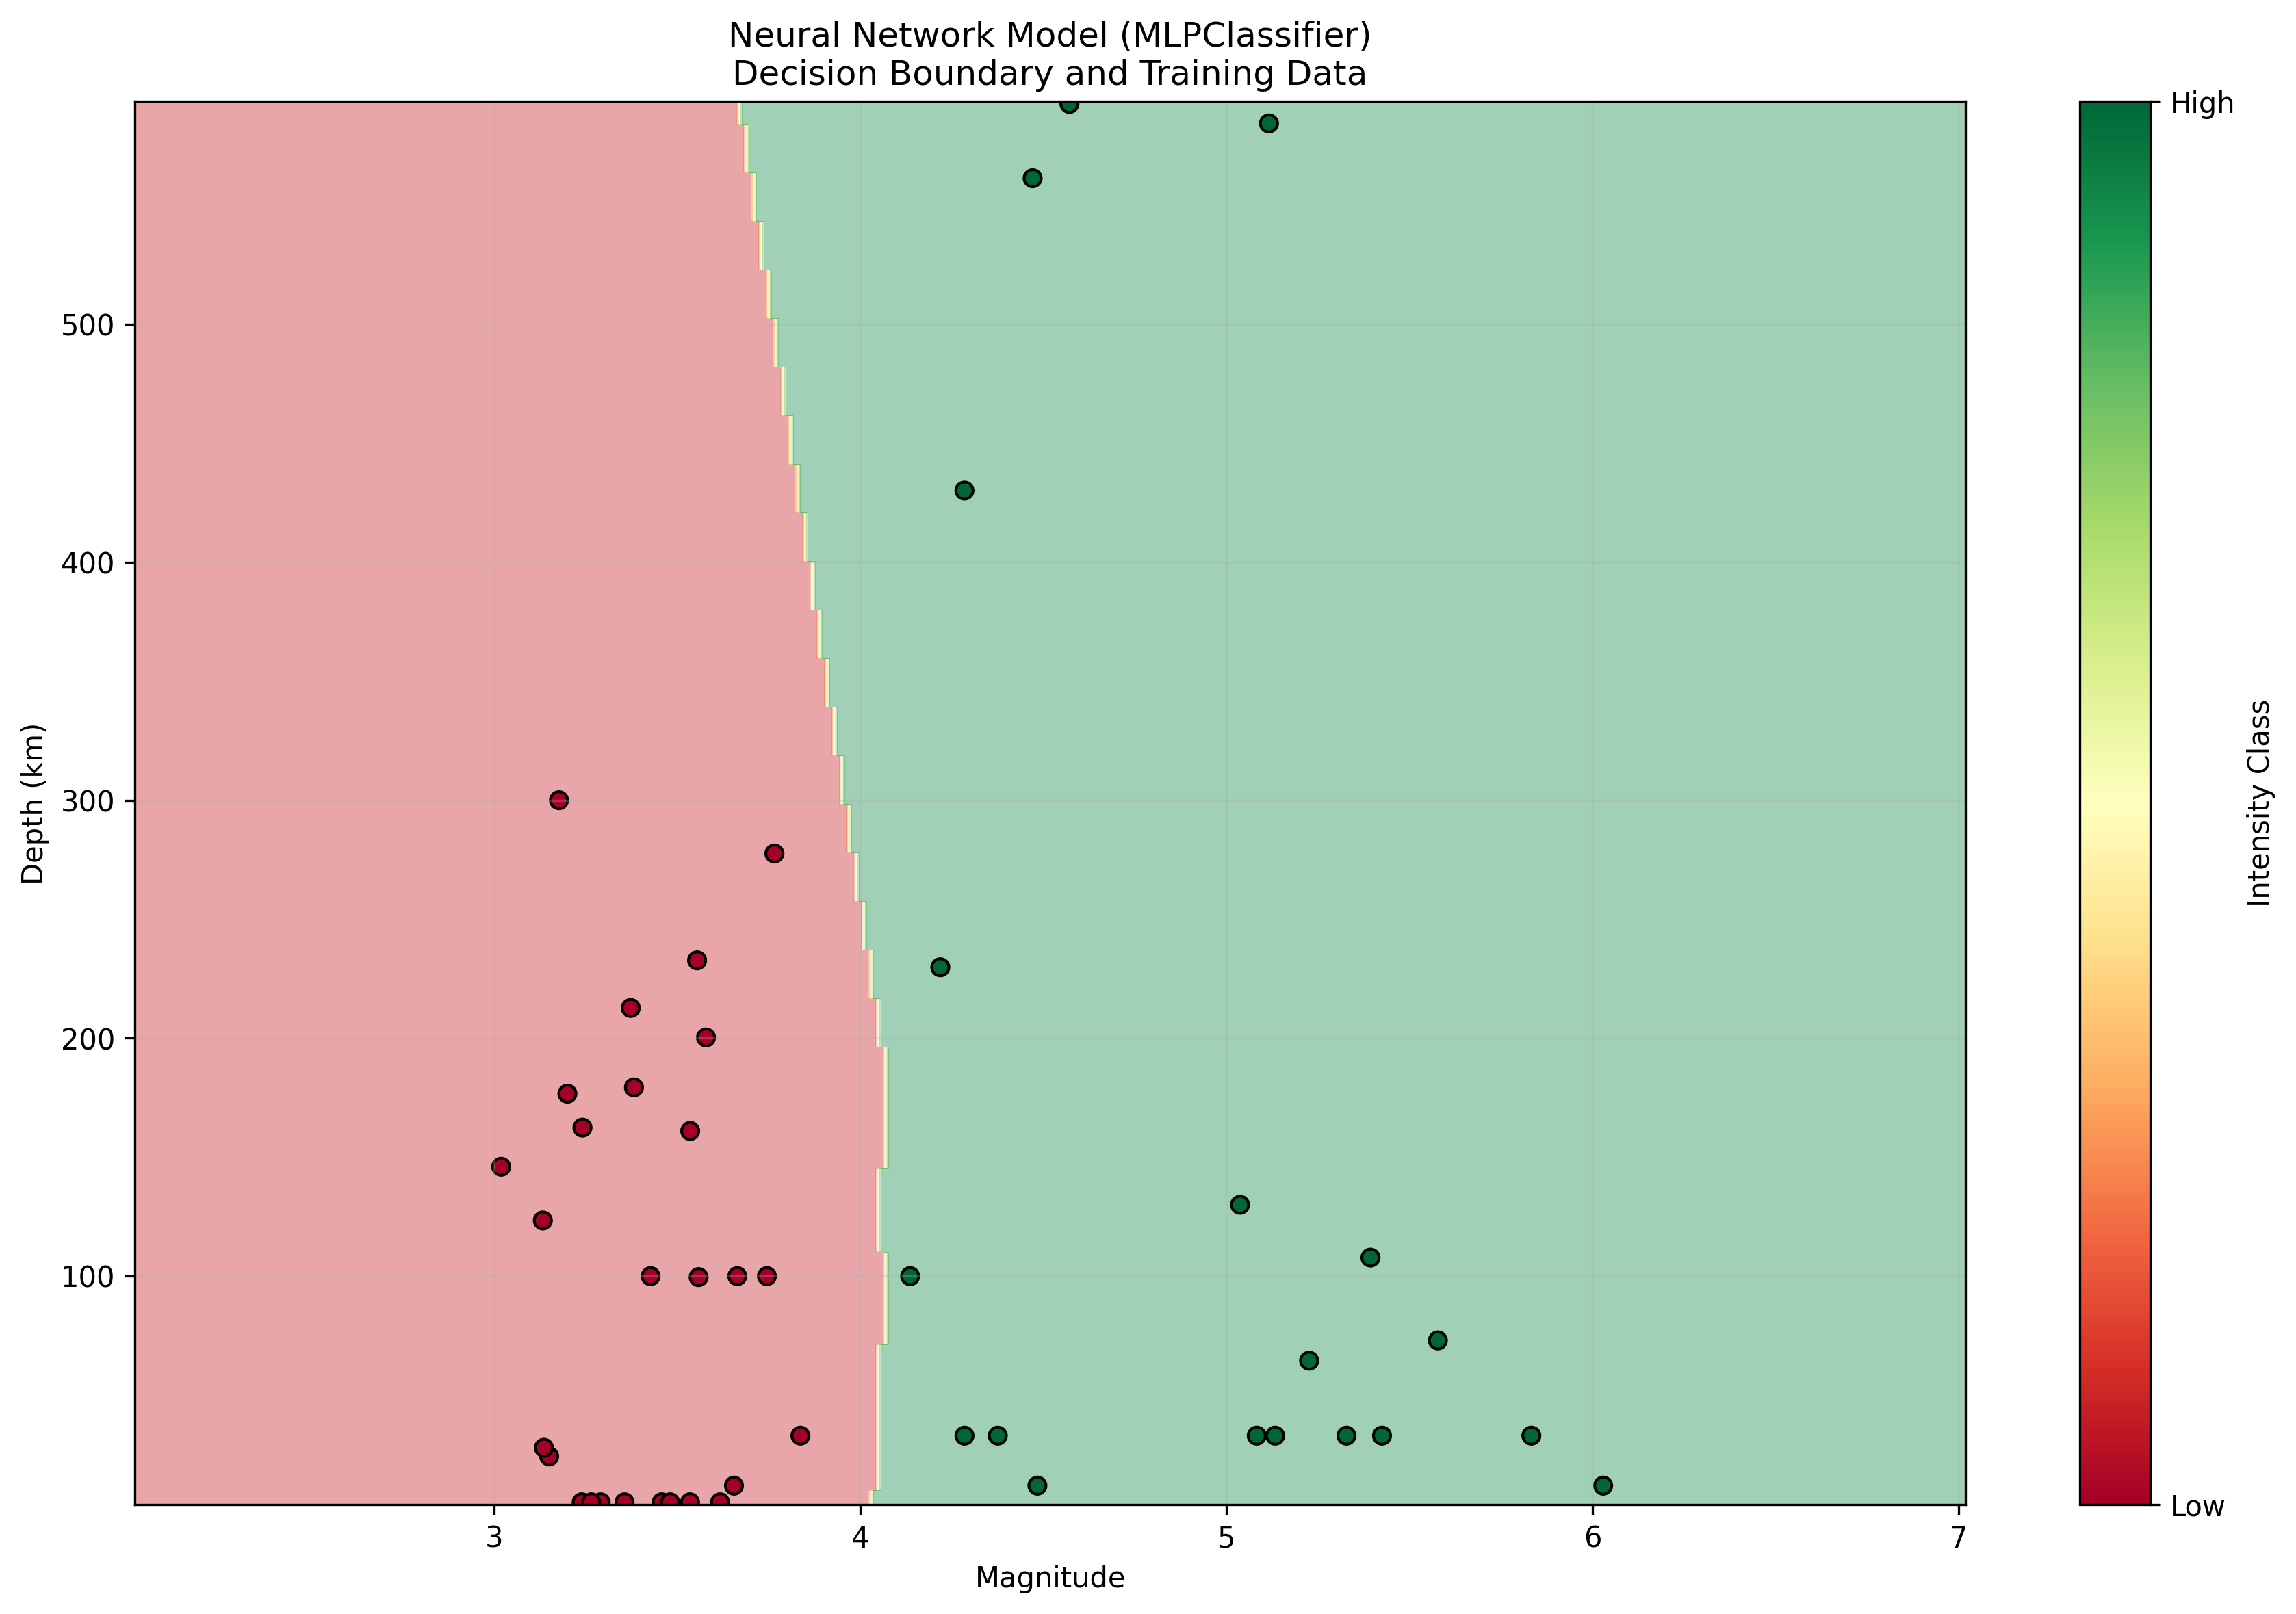 Neural Network Model (MLPClassifier)
Decision Boundary and Training Data
High
500
400
300
200
100
Depth (km)
Intensity Class
Low
3
4
5
6
7
Magnitude